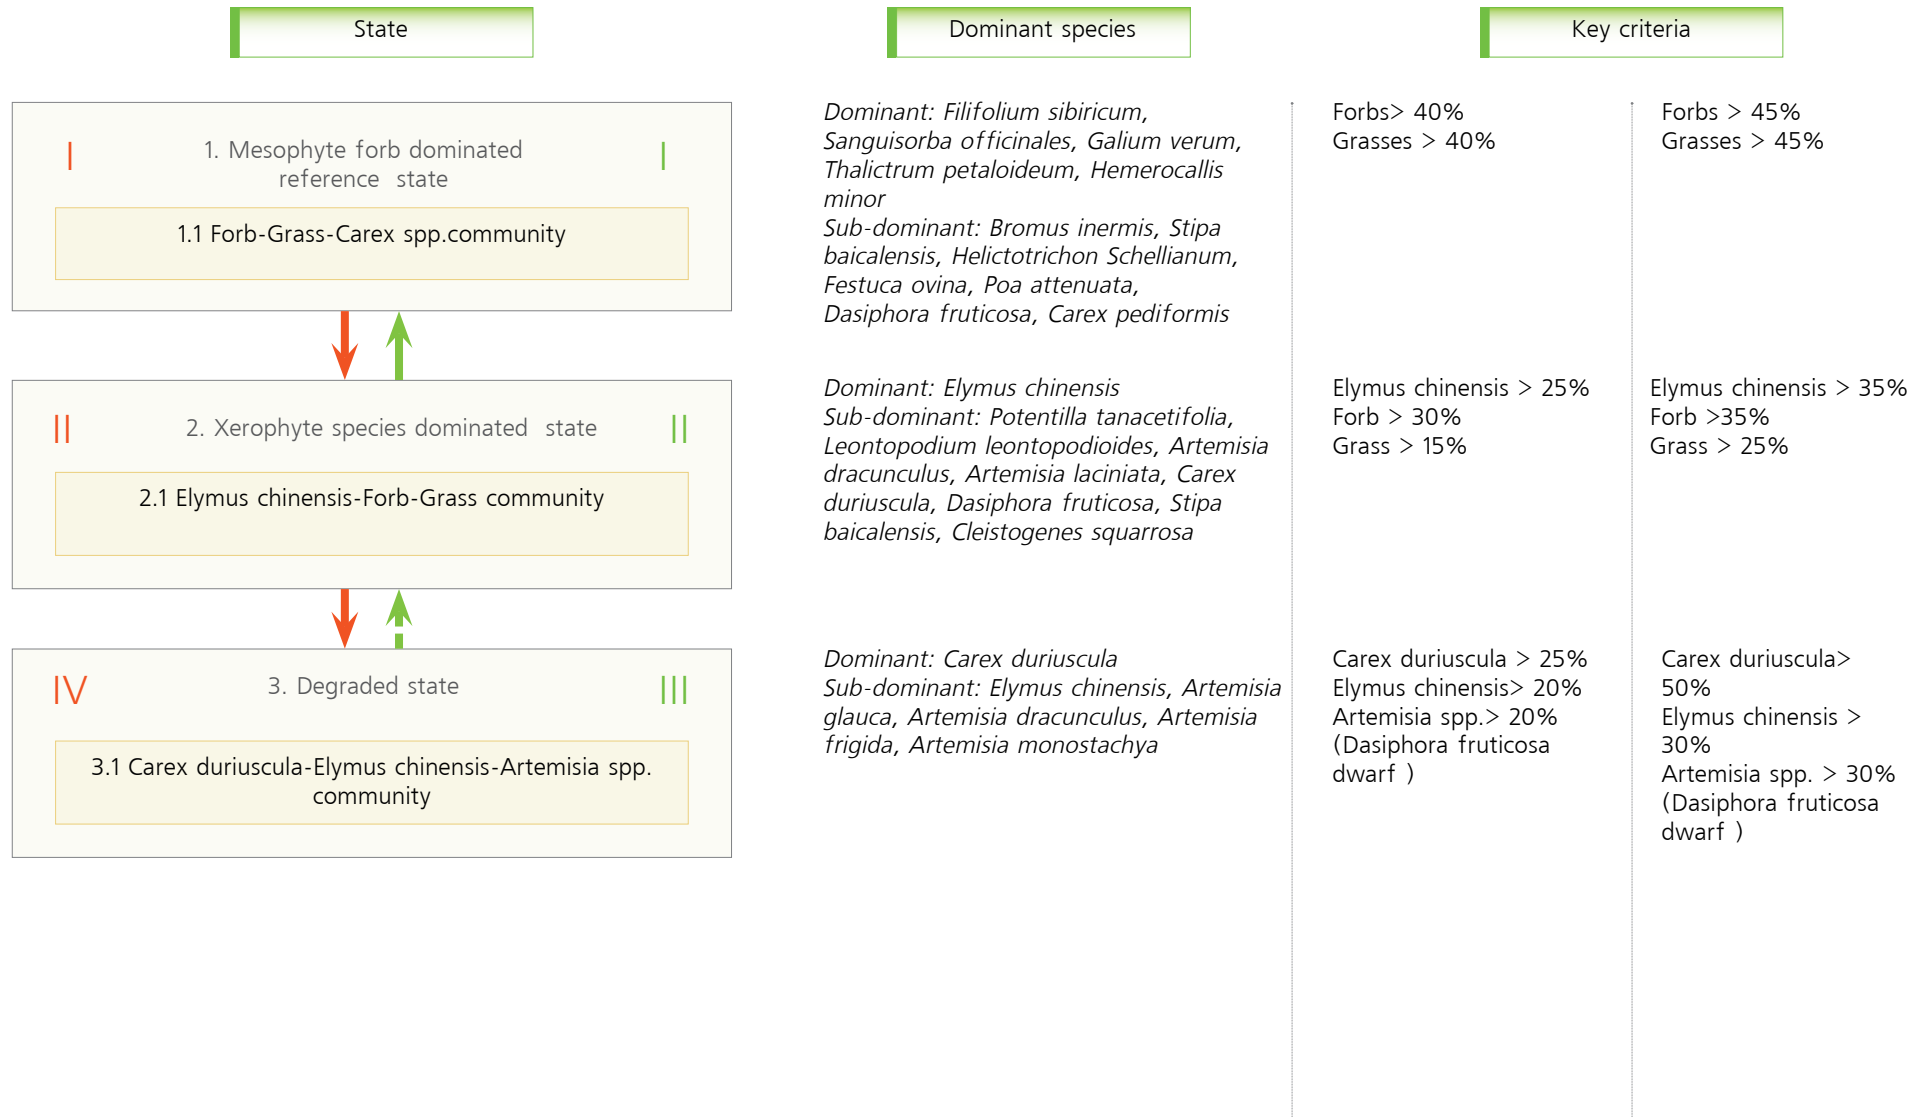 State
Dominant species
Key criteria
I
1. Mesophyte forb dominated
reference state
I
1.1 Forb-Grass-Carex spp.community
Dominant: Filifolium sibiricum,
Sanguisorba officinales, Galium verum,
Thalictrum petaloideum, Hemerocallis
minor
Sub-dominant: Bromus inermis, Stipa
baicalensis, Helictotrichon Schellianum,
Festuca ovina, Poa attenuata,
Dasiphora fruticosa, Carex pediformis
Forbs> 40%
Grasses > 40%
Forbs > 45%
Grasses > 45%
II
2. Xerophyte species dominated state
II
2.1 Elymus chinensis-Forb-Grass community
Dominant: Elymus chinensis
Sub-dominant: Potentilla tanacetifolia,
Leontopodium leontopodioides, Artemisia
dracunculus, Artemisia laciniata, Carex
duriuscula, Dasiphora fruticosa, Stipa
baicalensis, Cleistogenes squarrosa
Elymus chinensis > 25%
Forb > 30%
Grass > 15%
Elymus chinensis > 35%
Forb >35%
Grass > 25%
IV
3. Degraded state
III
3.1 Carex duriuscula-Elymus chinensis-Artemisia spp.
community
Dominant: Carex duriuscula
Sub-dominant: Elymus chinensis, Artemisia
glauca, Artemisia dracunculus, Artemisia
frigida, Artemisia monostachya
Carex duriuscula > 25%
Elymus chinensis> 20%
Artemisia spp.> 20%
(Dasiphora fruticosa
dwarf )
Carex duriuscula>
50%
Elymus chinensis >
30%
Artemisia spp. > 30%
(Dasiphora fruticosa
dwarf )